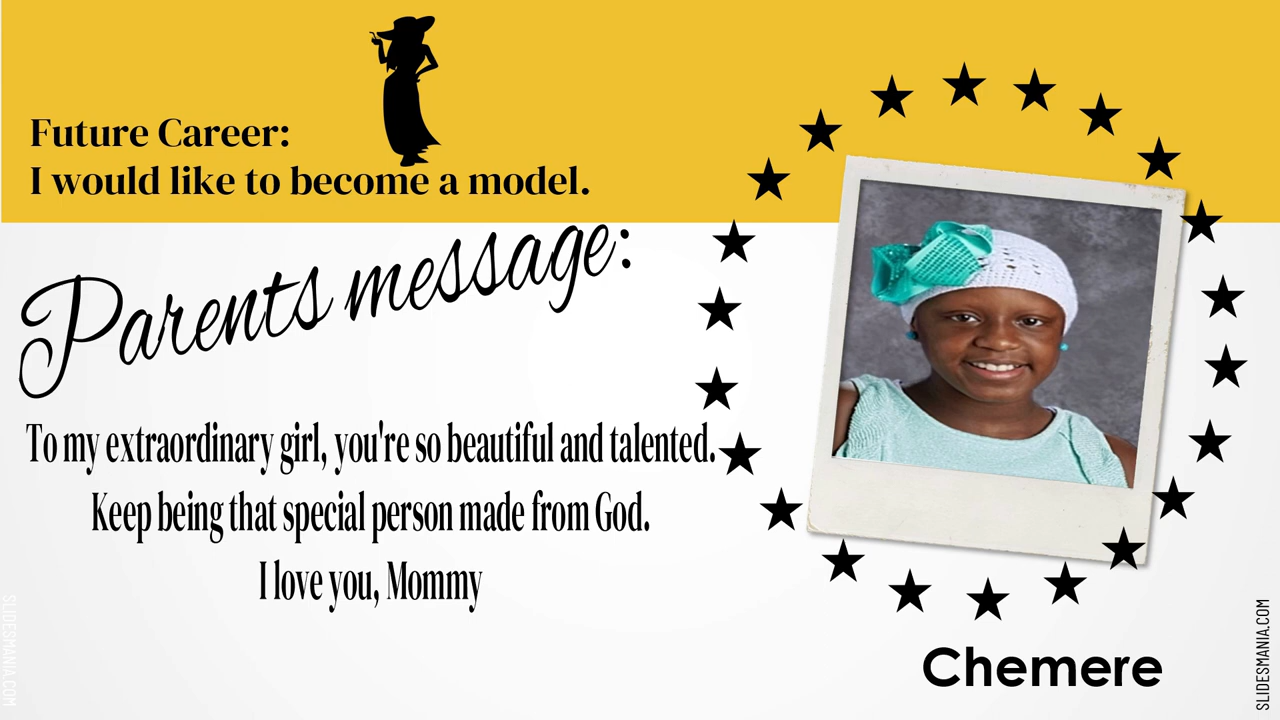 Future Career:
I would like to become a model.
Parents message:
To my extraordinary girl, you're so beautiful and talented.
Keep being that special person made from God.
I love you, Mommy
Chemere
SLIDESMANIA.COM
SLIDESMANIA.COM